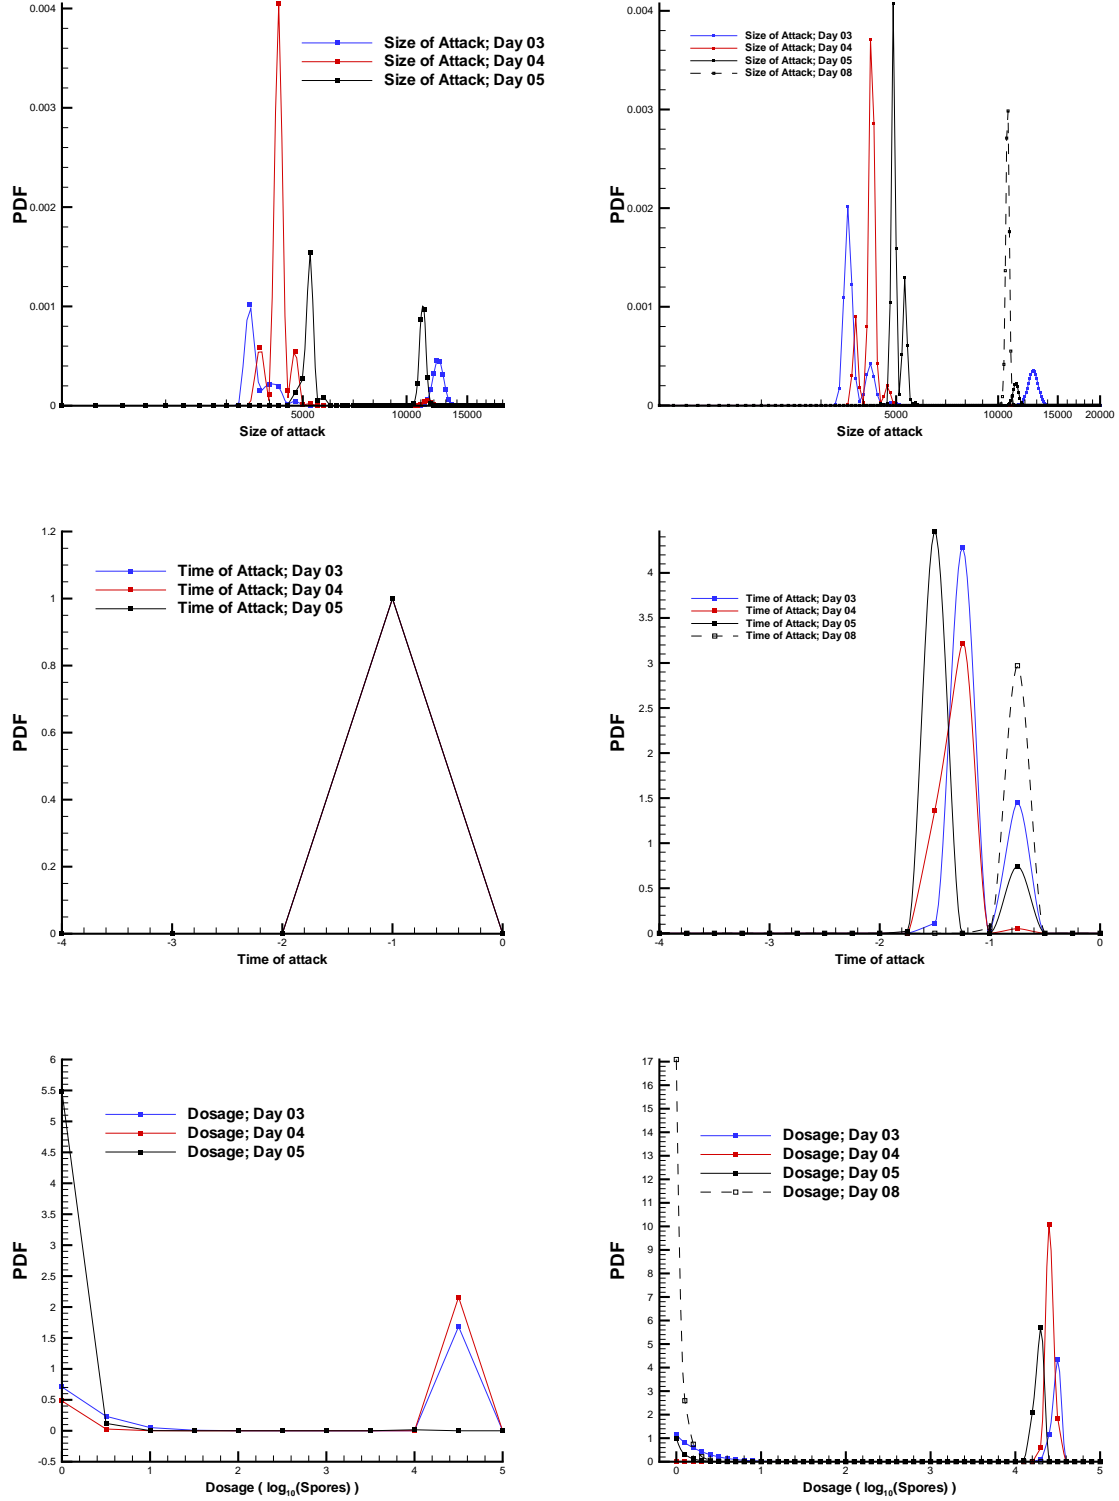 0.004
0.003
0.002
0.001
0
PDF
Size of Attack; Day 03
Size of Attack; Day 04
Size of Attack; Day 05
5000 10000 15000
Size of attack
0.004
0.003
0.002
0.001
0
PDF
Size of Attack; Day 03
Size of Attack; Day 04
Size of Attack; Day 05
Size of Attack; Day 08
5000 10000 15000 20000
Size of attack
1.2
1
0.8
0.6
0.4
0.2
0
PDF
Time of Attack; Day 03
Time of Attack; Day 04
Time of Attack; Day 05
-4 -3 -2 -1 0
Time of attack
4
3.5
3
2.5
2
1.5
1
0.5
0
PDF
Time of Attack; Day 03
Time of Attack; Day 04
Time of Attack; Day 05
Time of Attack; Day 08
-4 -3 -2 -1 0
Time of attack
6
5.5
5
4.5
4
3.5
3
2.5
2
1.5
1
0.5
0
-0.5
PDF
Dosage; Day 03
Dosage; Day 04
Dosage; Day 05
0 1 2 3 4 5
Dosage ( log10(Spores) )
17
16
15
14
13
12
11
10
9
8
7
6
5
4
3
2
1
0
PDF
Dosage; Day 03
Dosage; Day 04
Dosage; Day 05
Dosage; Day 08
0 1 2 3 4 5
Dosage ( log10(Spores) )